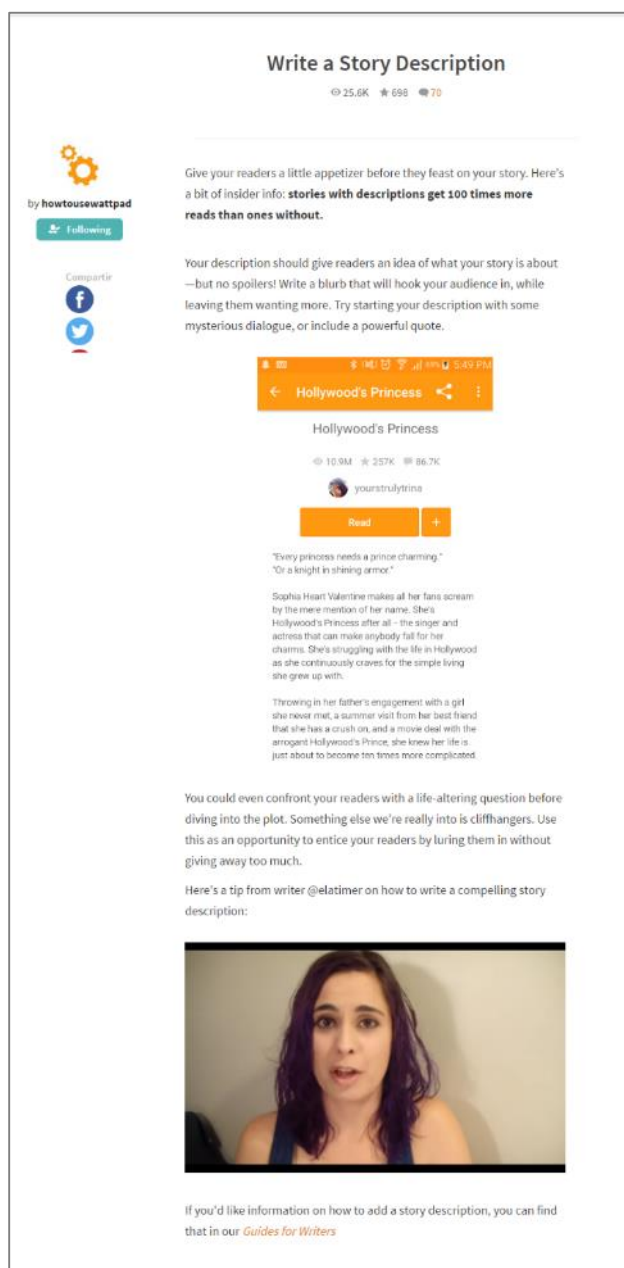 Write a Story Description
25.6K 698 70
by howtousewattpad
Following
Compartir
Give your readers a little appetizer before they feast on your story. Here's
a bit of insider info: stories with descriptions get 100 times more
reads than ones without.
Your description should give readers an idea of what your story is about
—but no spoilers! Write a blurb that will hook your audience in, while
leaving them wanting more. Try starting your description with some
mysterious dialogue, or include a powerful quote.
5:49 PM
Hollywood's Princess
Hollywood's Princess
10.9M 257K 86.7K
yourstrulytrina
Read +
"Every princess needs a prince charming."
"Or a knight in shining armor."
Sophia Heart Valentine makes all her fans scream
by the mere mention of her name. She's
Hollywood's Princess after all – the singer and
actress that can make anybody fall for her
charms. She's struggling with the life in Hollywood
as she continuously craves for the simple living
she grew up with.
Throwing in her father's engagement with a girl
she never met, a summer visit from her best friend
that she has a crush on, and a movie deal with the
arrogant Hollywood's Prince, she knew her life is
just about to become ten times more complicated.
You could even confront your readers with a life-altering question before
diving into the plot. Something else we're really into is cliffhangers. Use
this as an opportunity to entice your readers by luring them in without
giving away too much.
Here's a tip from writer @elatimer on how to write a compelling story
description:
If you'd like information on how to add a story description, you can find
that in our Guides for Writers